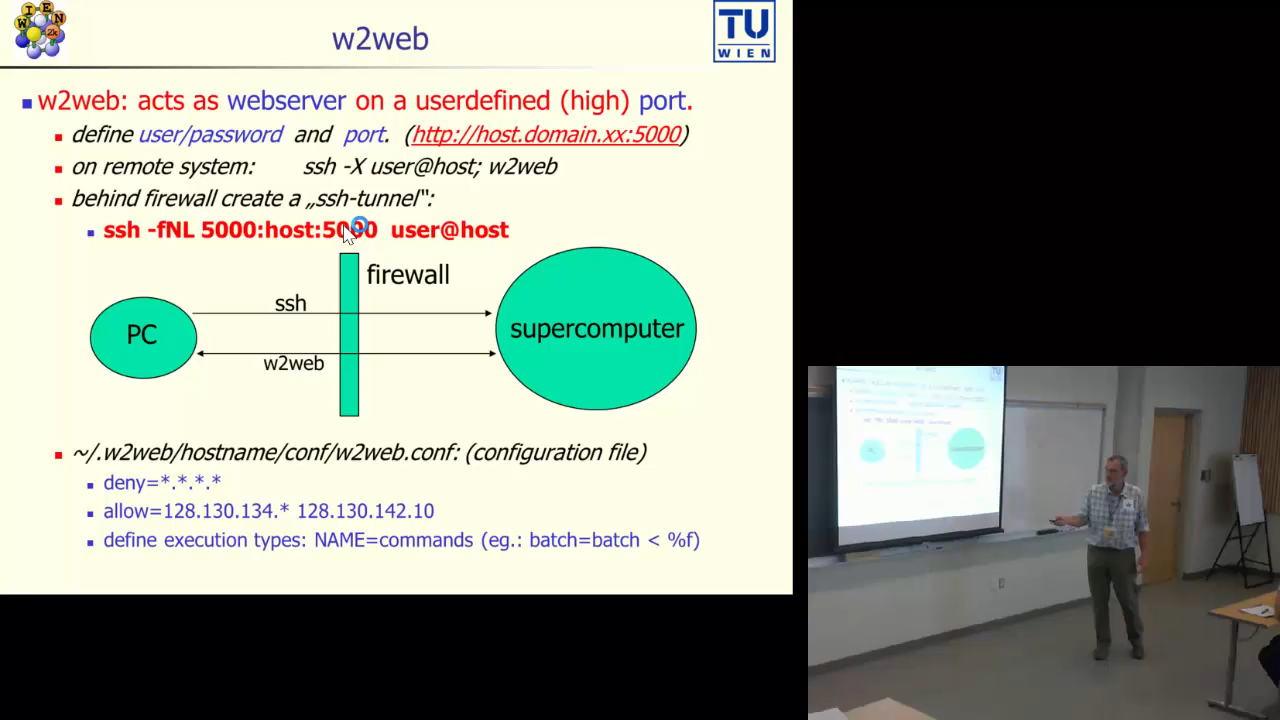 WIEN2k
w2web
TU
WIEN
w2web: acts as webserver on a userdefined (high) port.
define user/password and port. (http://host.domain.xx:5000)
on remote system: ssh -X user@host; w2web
behind firewall create a „ssh-tunnel“:
ssh -fNL 5000:host:5000 user@host
firewall
ssh
PC
supercomputer
w2web
~/.w2web/hostname/conf/w2web.conf: (configuration file)
deny=*.*.*.*
allow=128.130.134.* 128.130.142.10
define execution types: NAME=commands (eg.: batch=batch < %f)
TU